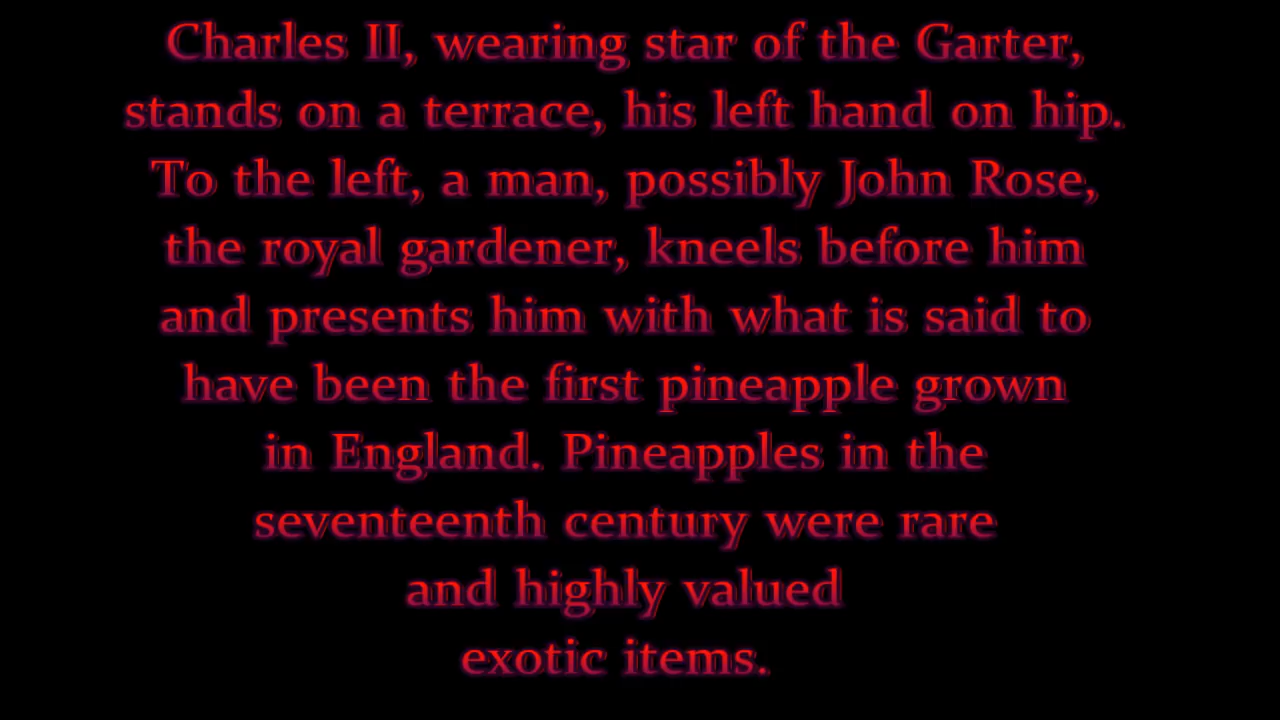 Charles II, wearing star of the Garter,
stands on a terrace, his left hand on hip.
To the left, a man, possibly John Rose,
the royal gardener, kneels before him
and presents him with what is said to
have been the first pineapple grown
in England. Pineapples in the
seventeenth century were rare
and highly valued
exotic items.